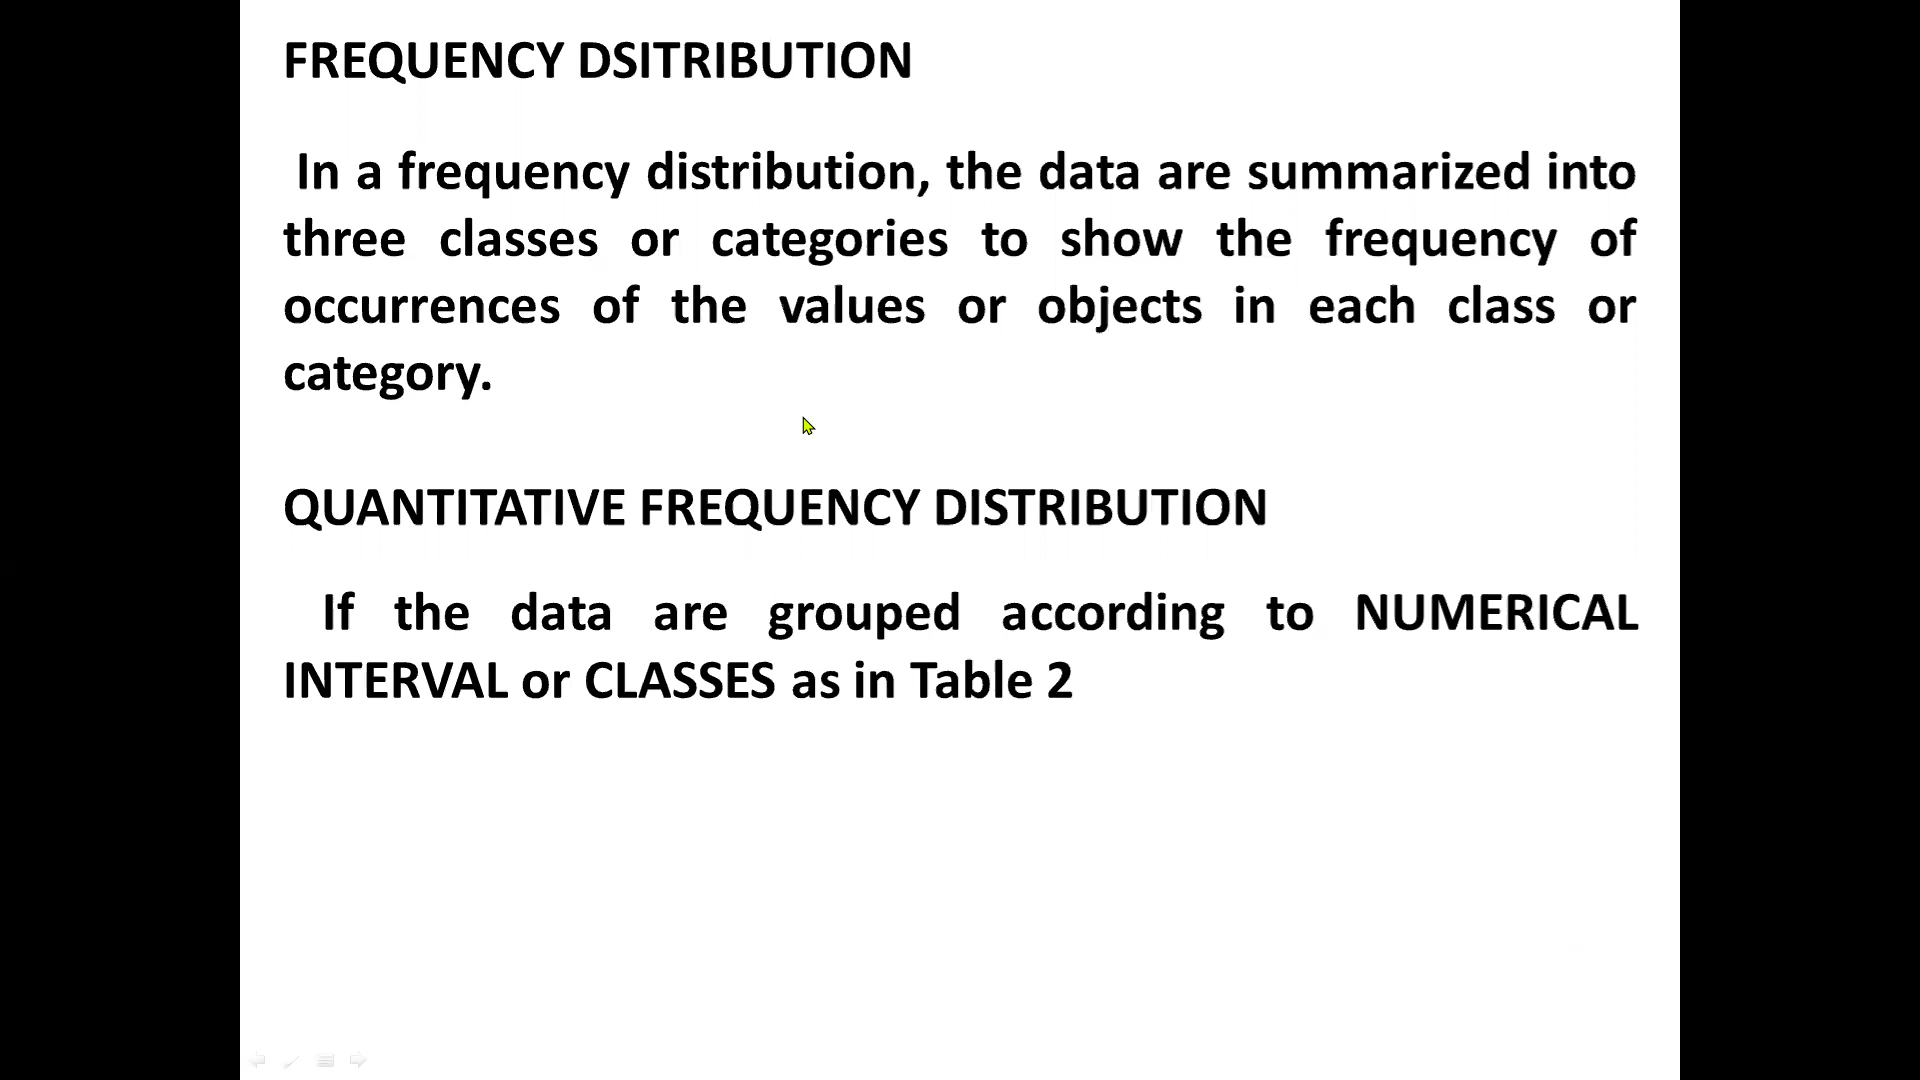 FREQUENCY DSITRIBUTION
In a frequency distribution, the data are summarized into
three classes or categories to show the frequency of
occurrences of the values or objects in each class or
category.
QUANTITATIVE FREQUENCY DISTRIBUTION
If the data are grouped according to NUMERICAL
INTERVAL or CLASSES as in Table 2